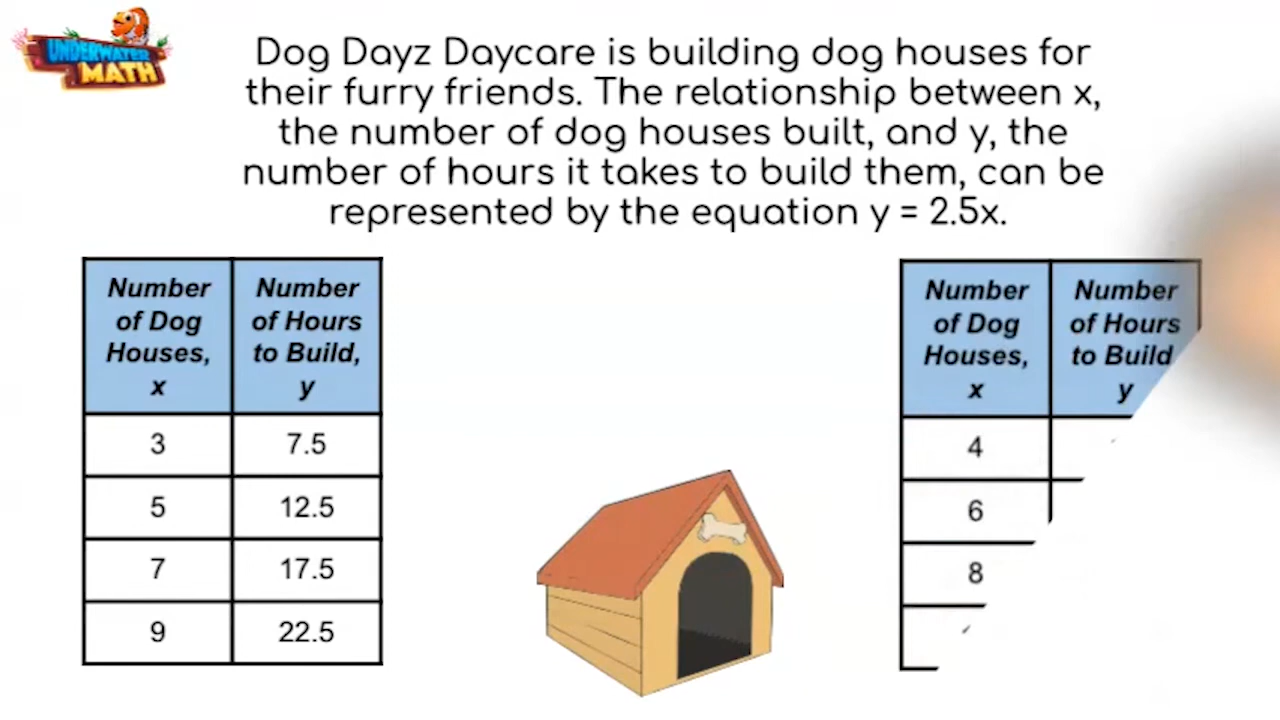 UNDERWATER
MATH
Dog Dayz Daycare is building dog houses for
their furry friends. The relationship between x,
the number of dog houses built, and y, the
number of hours it takes to build them, can be
represented by the equation y = 2.5x.
Number of Dog Houses, x
Number of Hours to Build, y
3 7.5
5 12.5
7 17.5
9 22.5
Number of Dog Houses, x
Number of Hours to Build y
4
6
8